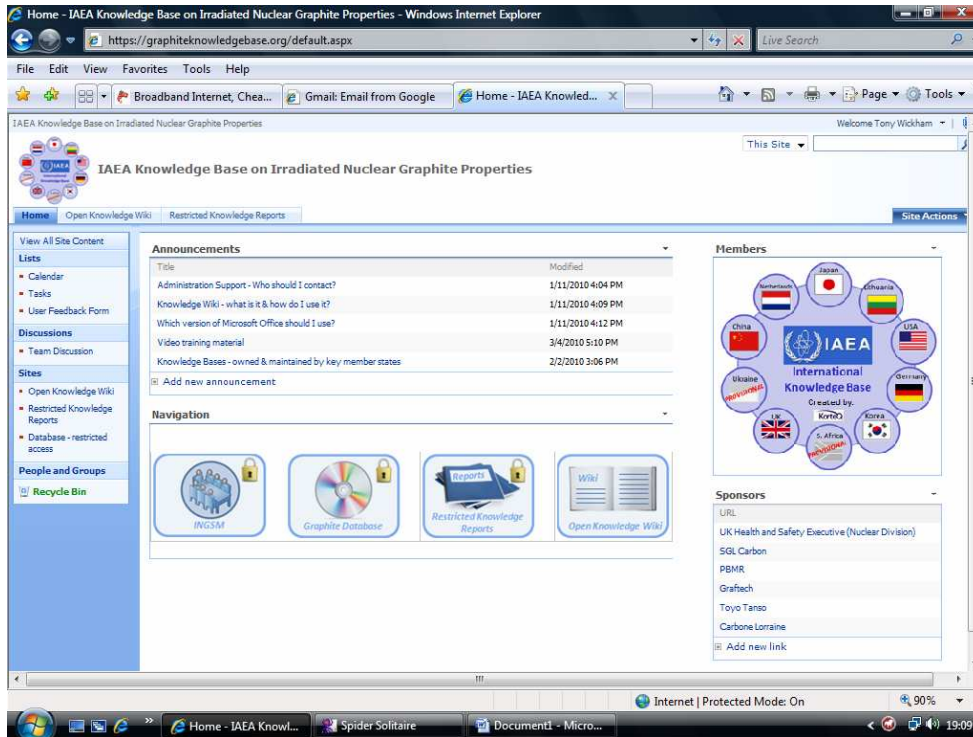 Home - IAEA Knowledge Base on Irradiated Nuclear Graphite Properties - Windows Internet Explorer
https://graphiteknowledgebase.org/default.aspx
Live Search
File Edit View Favorites Tools Help
Broadband Internet, Chea... Gmail: Email from Google Home - IAEA Knowled... Page Tools
IAEA Knowledge Base on Irradiated Nuclear Graphite Properties
Welcome Tony Wickham
IAEA Knowledge Base on Irradiated Nuclear Graphite Properties
This Site
Home Open Knowledge Wiki Restricted Knowledge Reports
Site Actions
View All Site Content
Lists
Calendar
Tasks
User Feedback Form
Discussions
Team Discussion
Sites
Open Knowledge Wiki
Restricted Knowledge
Reports
Database - restricted
access
People and Groups
Recycle Bin
Announcements
Title Modified
Administration Support - Who should I contact? 1/11/2010 4:04 PM
Knowledge Wiki - what is it & how do I use it? 1/11/2010 4:09 PM
Which version of Microsoft Office should I use? 1/11/2010 4:12 PM
Video training material 3/4/2010 5:10 PM
Knowledge Bases - owned & maintained by key member states 2/2/2010 3:06 PM
Add new announcement
Navigation
INGSM
Graphite Database
Reports
Restricted Knowledge
Reports
Wiki
Open Knowledge Wiki
Members
Japan
Netherlands
Lithuania
China
USA
IAEA
International
Knowledge Base
Created by:
KorteQ
Ukraine
PROVISIONAL
Germany
UK
Korea
S. Africa
PROVISIONAL
Sponsors
URL
UK Health and Safety Executive (Nuclear Division)
SGL Carbon
PBMR
Graftech
Toyo Tanso
Carbone Lorraine
Add new link
Internet | Protected Mode: On
90%
Home - IAEA Knowl... Spider Solitaire Document1 - Micro...
19:09